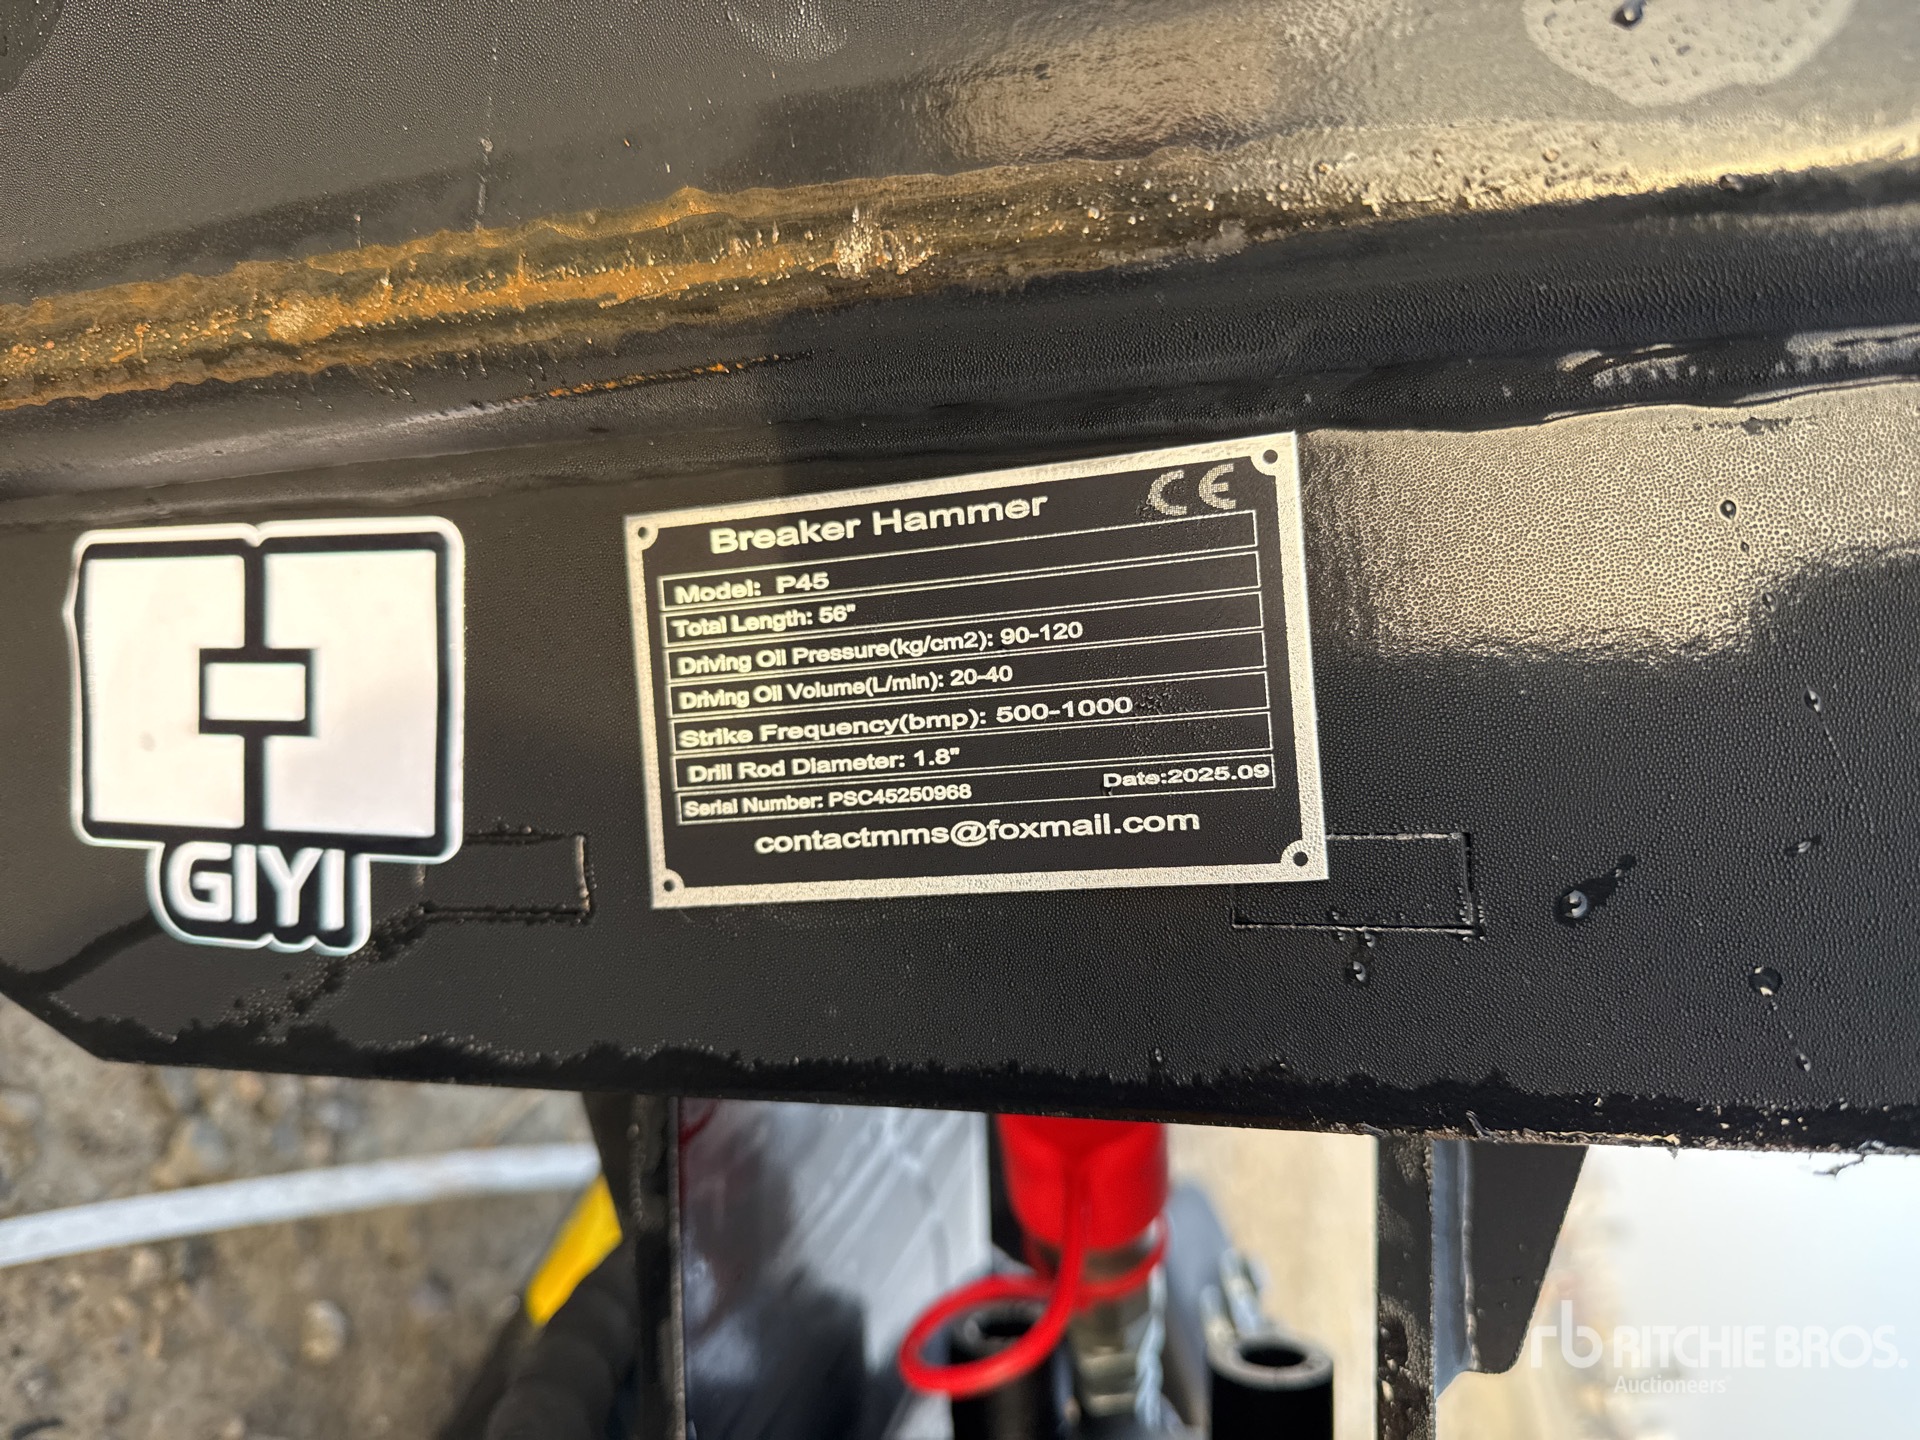 GIYI
Breaker Hammer
CE
Model: P45
Total Length: 56"
Driving Oil Pressure(kg/cm2): 90-120
Driving Oil Volume(L/min): 20-40
Strike Frequency(bmp): 500-1000
Drill Rod Diameter: 1.8"
Serial Number: PSC45250968 Date:2025.09
contactmms@foxmail.com
rb RITCHIE BROS.
Auctioneers